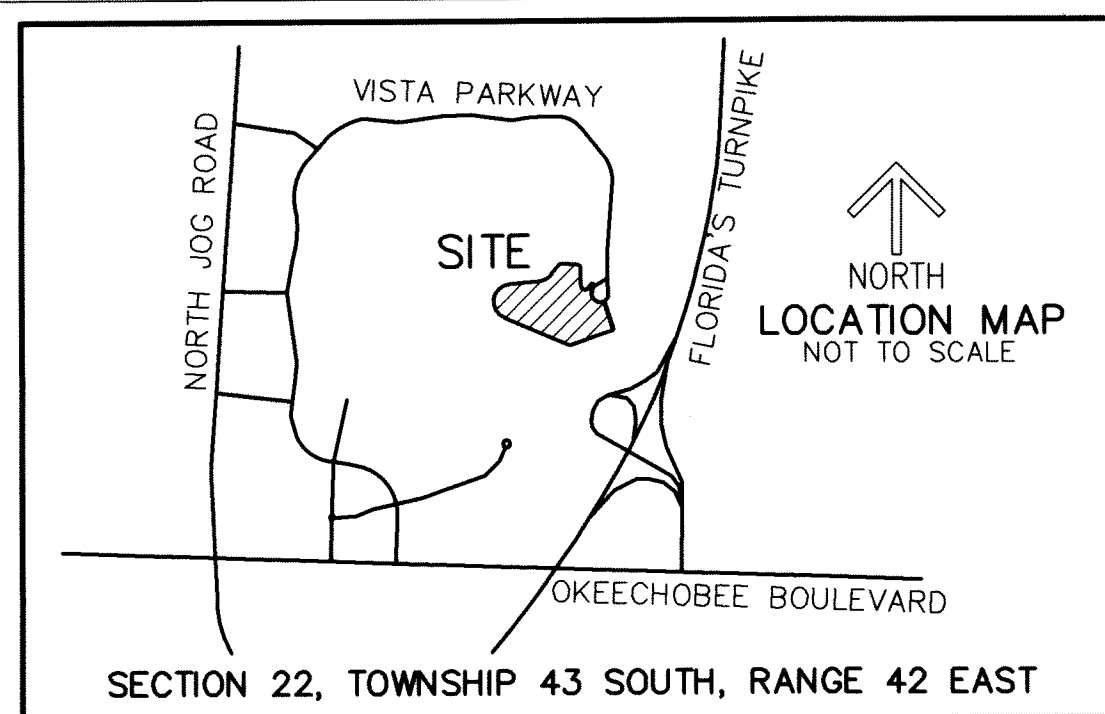 VISTA PARKWAY
NORTH JOG ROAD
FLORIDA'S TURNPIKE
SITE
NORTH
LOCATION MAP
NOT TO SCALE
OKEECHOBEE BOULEVARD
SECTION 22, TOWNSHIP 43 SOUTH, RANGE 42 EAST